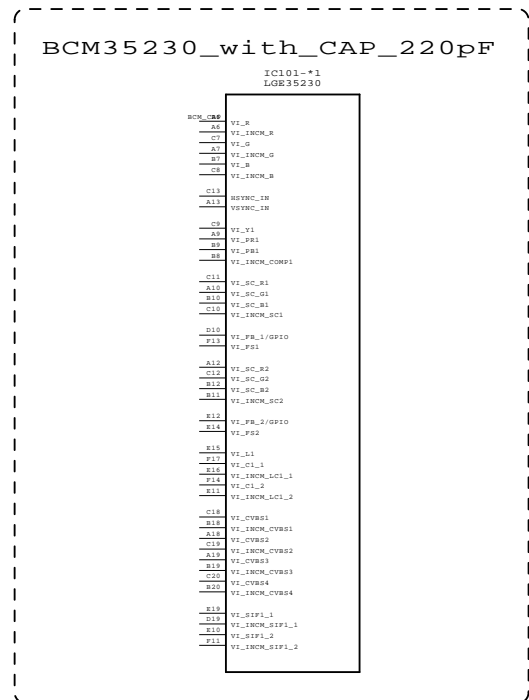 BCM35230_with_CAP_220pF
IC101-*1
LGE35230
VI_R
A6 VI_INCM_R
C7 VI_G
A7 VI_INCM_G
B7 VI_B
C8 VI_INCM_B
C13 HSYNC_IN
A13 VSYNC_IN
C9 VI_Y1
A9 VI_PR1
B9 VI_PB1
B8 VI_INCM_COMP1
C11 VI_SC_R1
A10 VI_SC_G1
B10 VI_SC_B1
C10 VI_INCM_SC1
D10 VI_FB_1/GPIO
F13 VI_FS1
A12 VI_SC_R2
C12 VI_SC_G2
B12 VI_SC_B2
B11 VI_INCM_SC2
E12 VI_FB_2/GPIO
E14 VI_FS2
E15 VI_L1
F17 VI_C1_1
E16 VI_INCM_LC1_1
F14 VI_C1_2
E11 VI_INCM_LC1_2
C18 VI_CVBS1
B18 VI_INCM_CVBS1
A18 VI_CVBS2
C19 VI_INCM_CVBS2
A19 VI_CVBS3
B19 VI_INCM_CVBS3
C20 VI_CVBS4
B20 VI_INCM_CVBS4
E19 VI_SIF1_1
D19 VI_INCM_SIF1_1
E10 VI_SIF1_2
F11 VI_INCM_SIF1_2